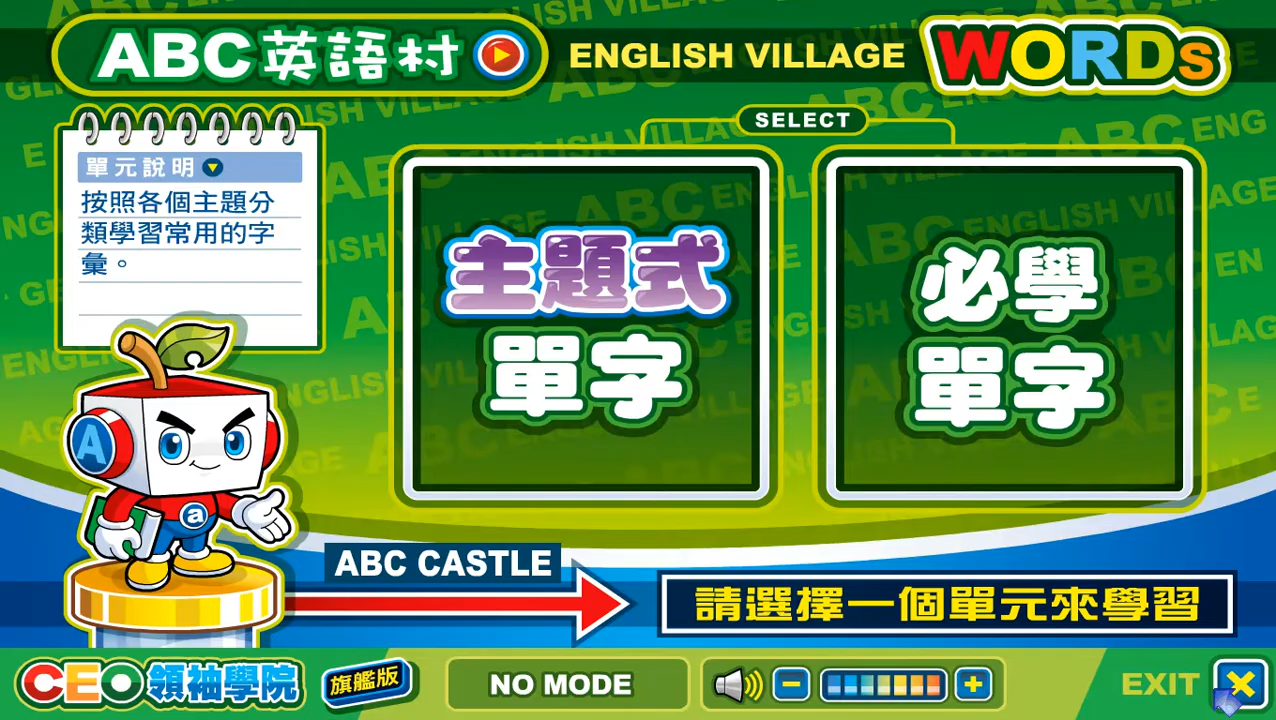 ABC英語村
ENGLISH VILLAGE
WORDs
SELECT
單元說明
按照各個主題分
類學習常用的字
彙。
主題式
單字
必學
單字
A
a
ABC CASTLE
請選擇一個單元來學習
CEO領袖學院
旗艦版
NO MODE
EXIT